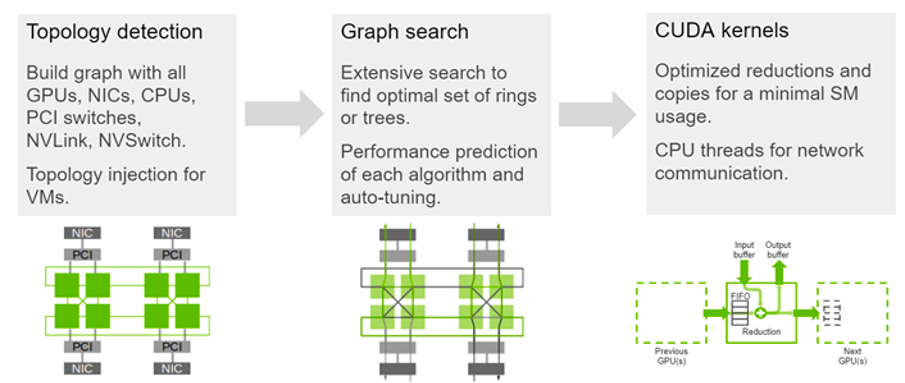 Topology detection
Build graph with all
GPUs, NICs, CPUs,
PCI switches,
NVLink, NVSwitch.
Topology injection for
VMs.
Graph search
Extensive search to
find optimal set of rings
or trees.
Performance prediction
of each algorithm and
auto-tuning.
CUDA kernels
Optimized reductions and
copies for a minimal SM
usage.
CPU threads for network
communication.
NIC
NIC
PCI
PCI
PCI
PCI
NIC
NIC
Input
buffer
Output
buffer
FIFO
Reduction
Previous
GPU(s)
Next
GPU(s)